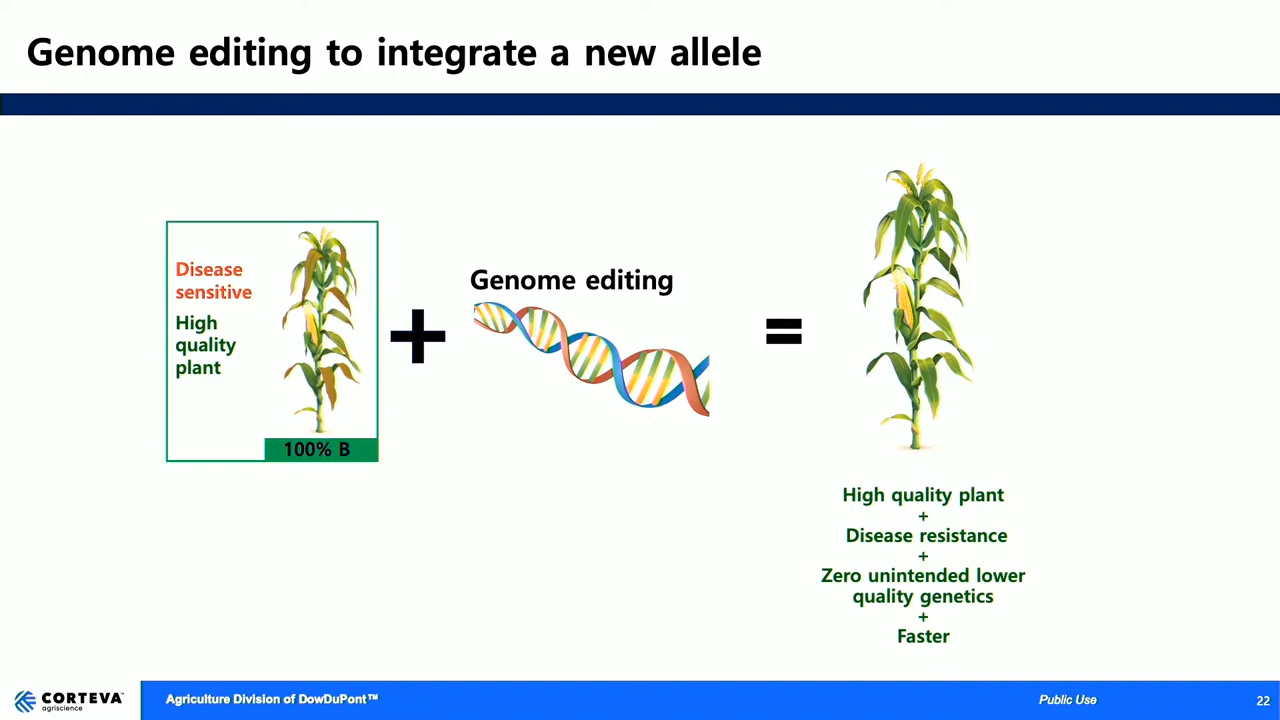 Genome editing to integrate a new allele
Disease
sensitive
High
quality
plant
100% B
+
Genome editing
=
High quality plant
+
Disease resistance
+
Zero unintended lower
quality genetics
+
Faster
CORTEVA™
agriscience
Agriculture Division of DowDuPont™
Public Use
22